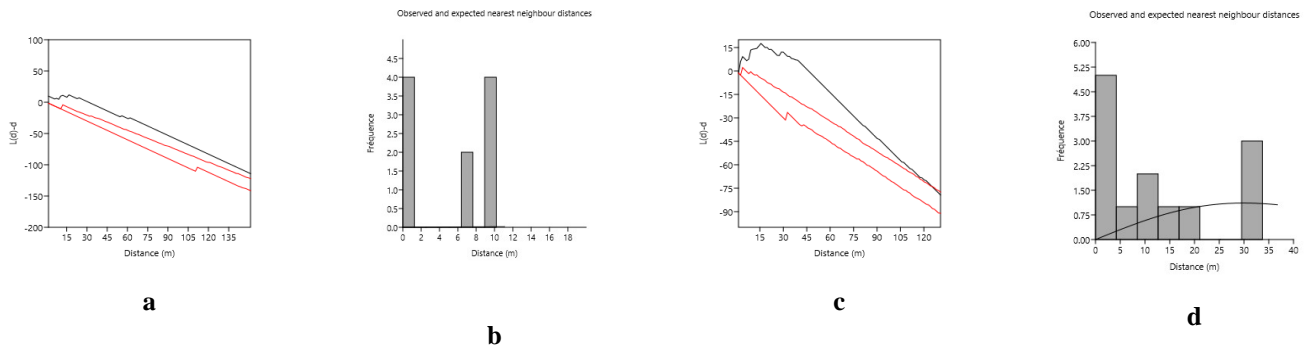 100
50
0
-50
-100
-150
-200
L(d)-d
15 30 45 60 75 90 105 120 135
Distance (m)
a
Observed and expected nearest neighbour distances
4.5
4.0
3.5
3.0
2.5
2.0
1.5
1.0
0.5
0.0
Fréquence
0 2 4 6 8 10 12 14 16 18
Distance (m)
b
15
0
-15
-30
-45
-60
-75
-90
L(d)-d
15 30 45 60 75 90 105 120
Distance (m)
c
Observed and expected nearest neighbour distances
6.00
5.25
4.50
3.75
3.00
2.25
1.50
0.75
0.00
Fréquence
0 5 10 15 20 25 30 35 40
Distance (m)
d